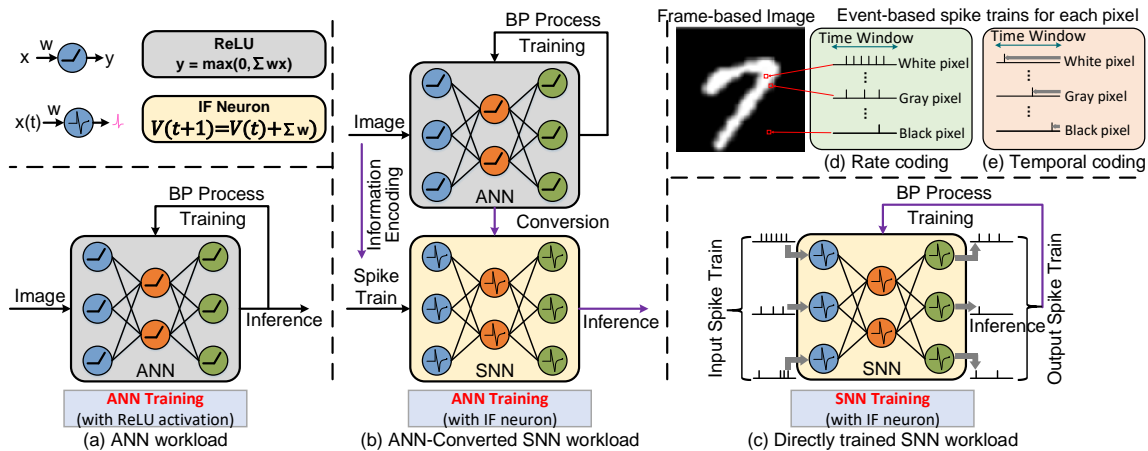 x
w
y
ReLU
y = max(0, Σ wx)
x(t)
w
IF Neuron
V(t+1)=V(t)+Σw)
BP Process
Training
Image
ANN
Inference
ANN Training
(with ReLU activation)
(a) ANN workload
BP Process
Training
Image
ANN
Information
Encoding
Conversion
Spike
Train
SNN
Inference
ANN Training
(with IF neuron)
(b) ANN-Converted SNN workload
Frame-based Image
Event-based spike trains for each pixel
Time Window
White pixel
Gray pixel
Black pixel
(d) Rate coding
Time Window
White pixel
Gray pixel
Black pixel
(e) Temporal coding
BP Process
Training
Input Spike Train
SNN
Inference
Output Spike Train
SNN Training
(with IF neuron)
(c) Directly trained SNN workload